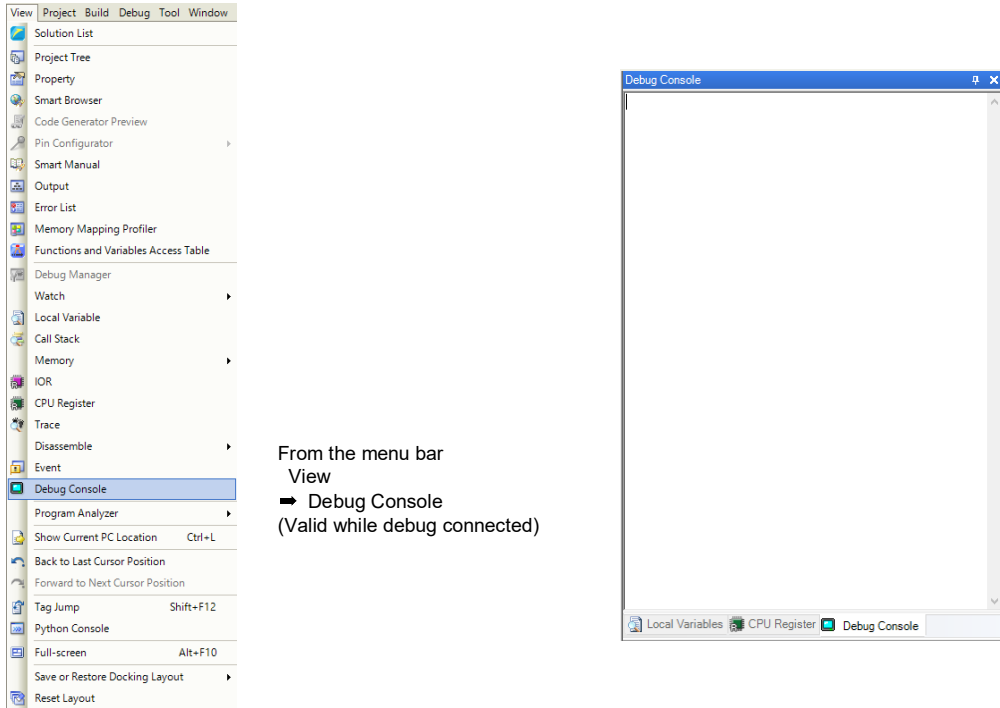 View Project Build Debug Tool Window
Solution List
Project Tree
Property
Smart Browser
Code Generator Preview
Pin Configurator
Smart Manual
Output
Error List
Memory Mapping Profiler
Functions and Variables Access Table
Debug Manager
Watch
Local Variable
Call Stack
Memory
IOR
CPU Register
Trace
Disassemble
Event
Debug Console
Program Analyzer
Show Current PC Location Ctrl+L
Back to Last Cursor Position
Forward to Next Cursor Position
Tag Jump Shift+F12
Python Console
Full-screen Alt+F10
Save or Restore Docking Layout
Reset Layout
From the menu bar
View
➡ Debug Console
(Valid while debug connected)
Debug Console
Local Variables CPU Register Debug Console